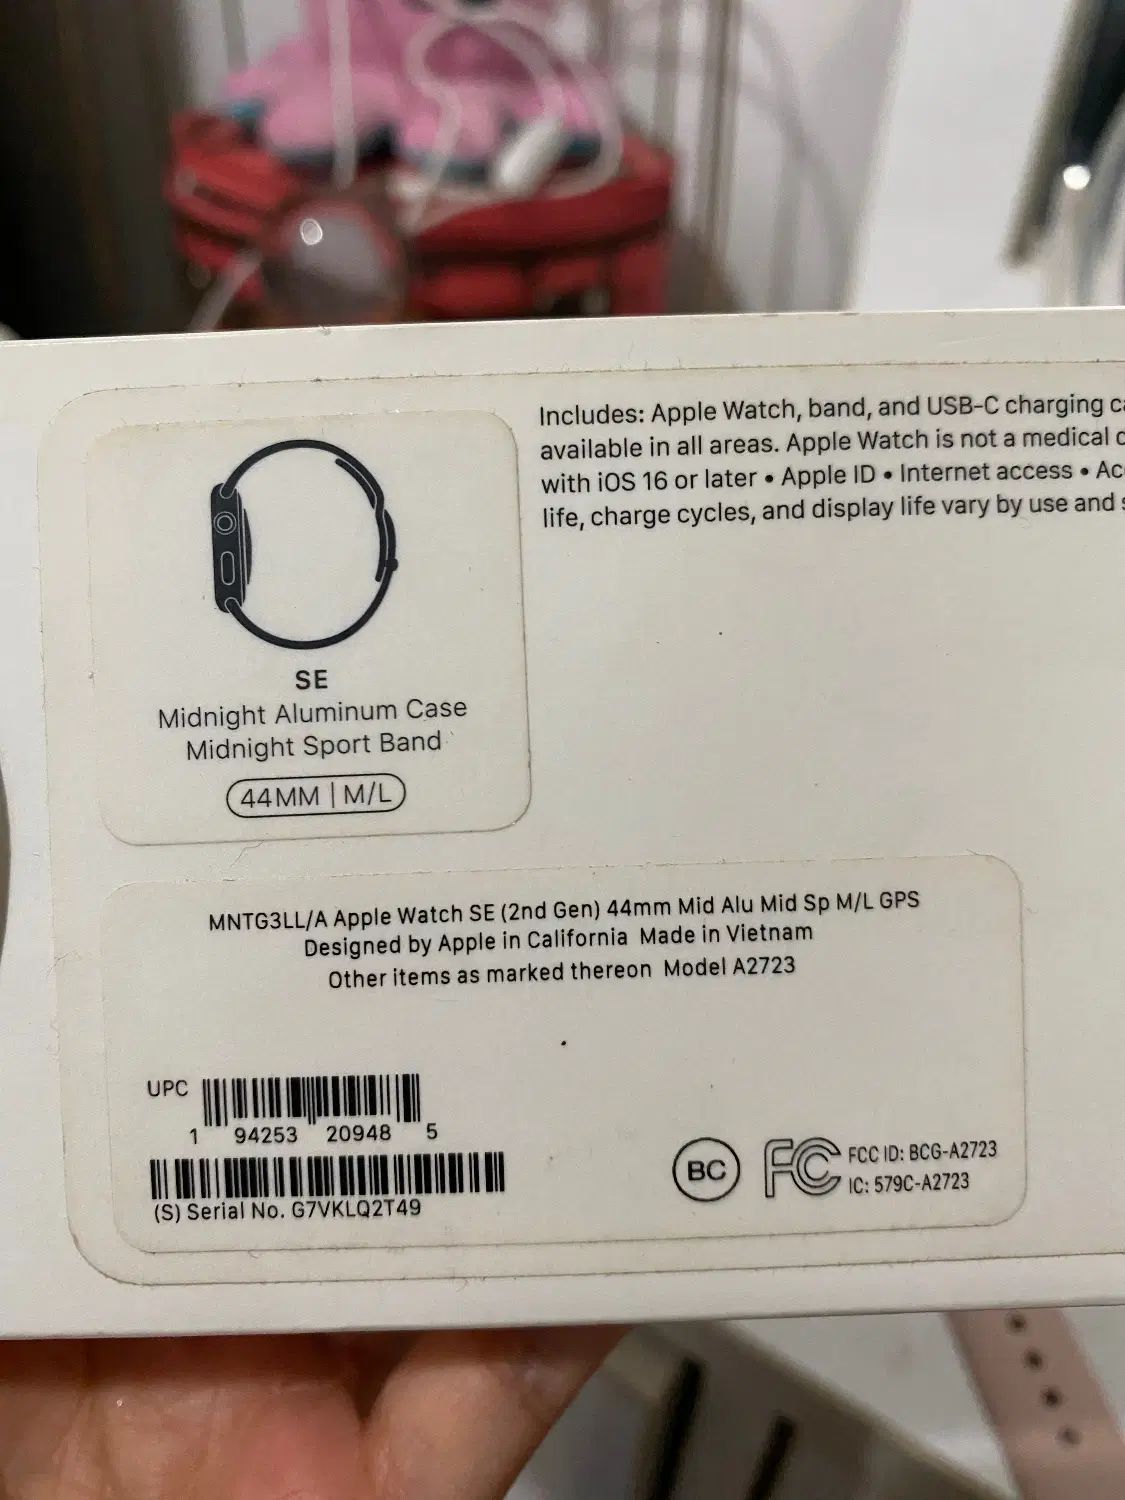 Includes: Apple Watch, band, and USB-C charging
available in all areas. Apple Watch is not a medical
with iOS 16 or later • Apple ID • Internet access •
life, charge cycles, and display life vary by use and
SE
Midnight Aluminum Case
Midnight Sport Band
44MM | M/L
MNTG3LL/A Apple Watch SE (2nd Gen) 44mm Mid Alu Mid Sp M/L GPS
Designed by Apple in California Made in Vietnam
Other items as marked thereon Model A2723
UPC
1 94253 20948 5
(S) Serial No. G7VKLQ2T49
BC
FC
FCC ID: BCG-A2723
IC: 579C-A2723